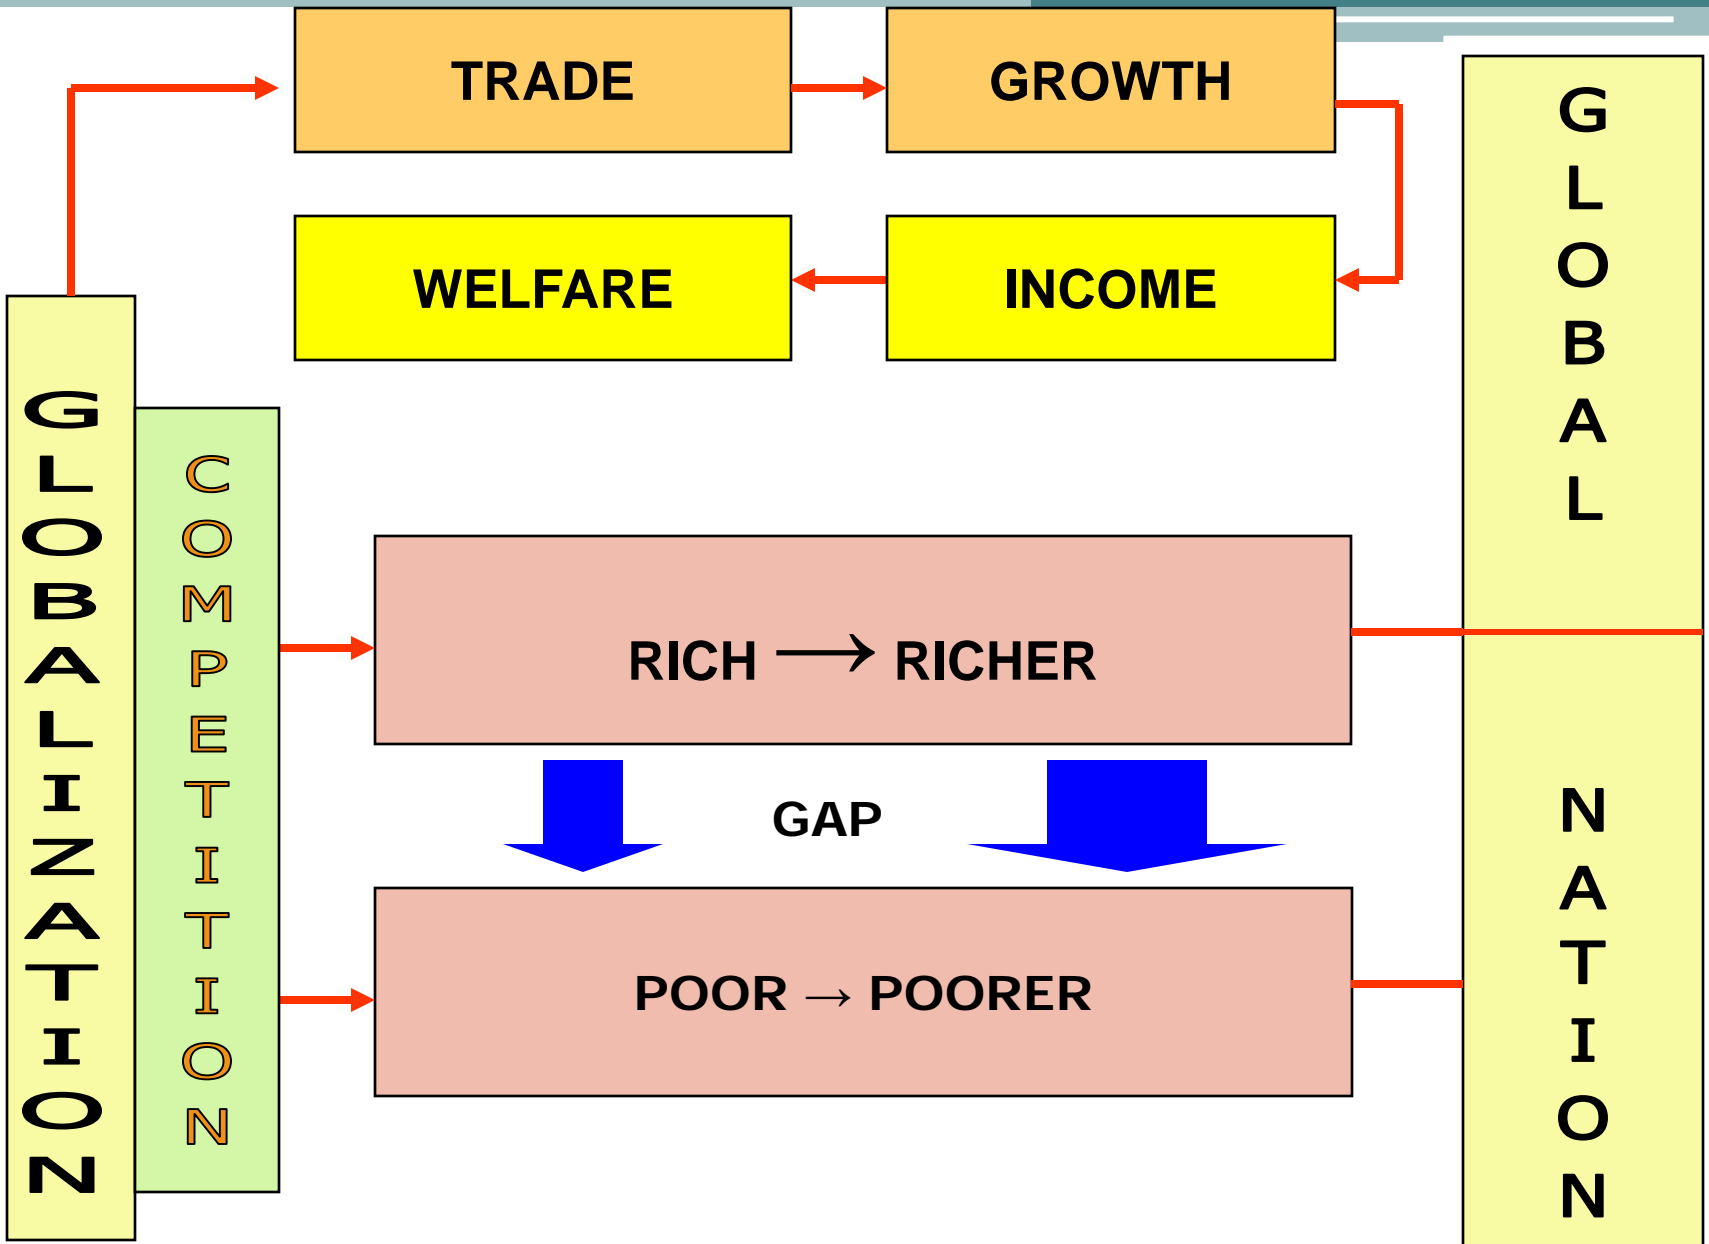 TRADE
GROWTH
WELFARE
INCOME
GLOBALIZATION
COMPETITION
RICH → RICHER
GAP
POOR → POORER
GLOBAL
NATION